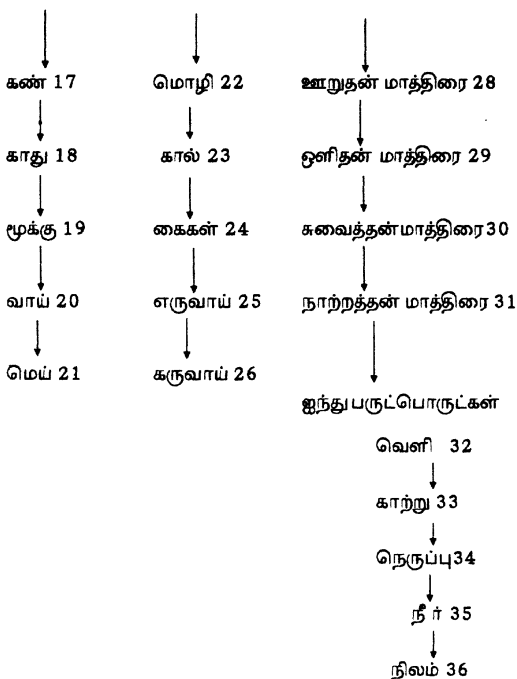 கண் 17 மொழி 22 ஊறுதன் மாத்திரை 28
காது 18 கால் 23 ஒளிதன் மாத்திரை 29
மூக்கு 19 கைகள் 24 சுவைத்தன்மாத்திரை 30
வாய் 20 எருவாய் 25 நாற்றத்தன் மாத்திரை 31
மெய் 21 கருவாய் 26
ஐந்து பருட்பொருட்கள்
வெளி 32
காற்று 33
நெருப்பு 34
நீர் 35
நிலம் 36